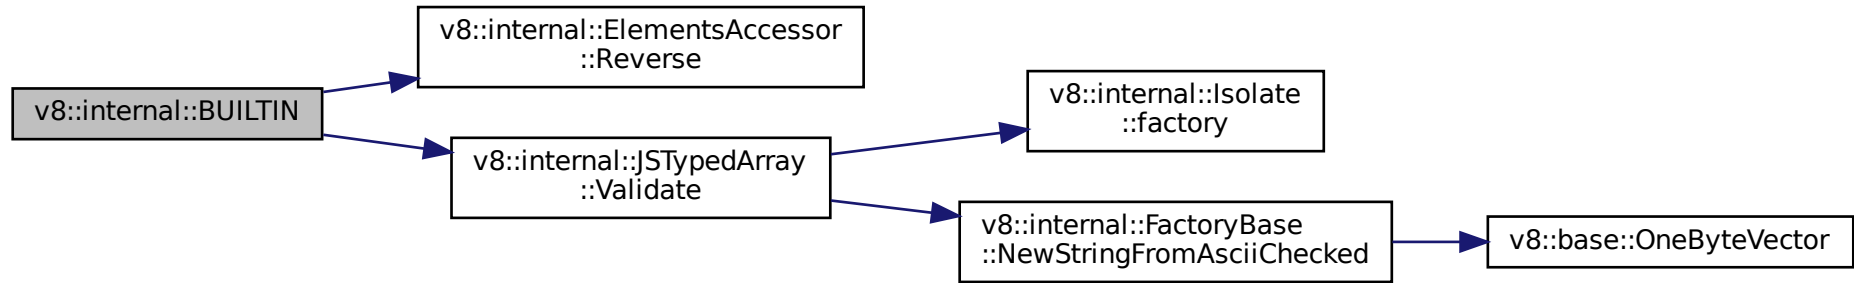 v8::internal::BUILTIN
v8::internal::ElementsAccessor
::Reverse
v8::internal::JSTypedArray
::Validate
v8::internal::Isolate
::factory
v8::internal::FactoryBase
::NewStringFromAsciiChecked
v8::base::OneByteVector